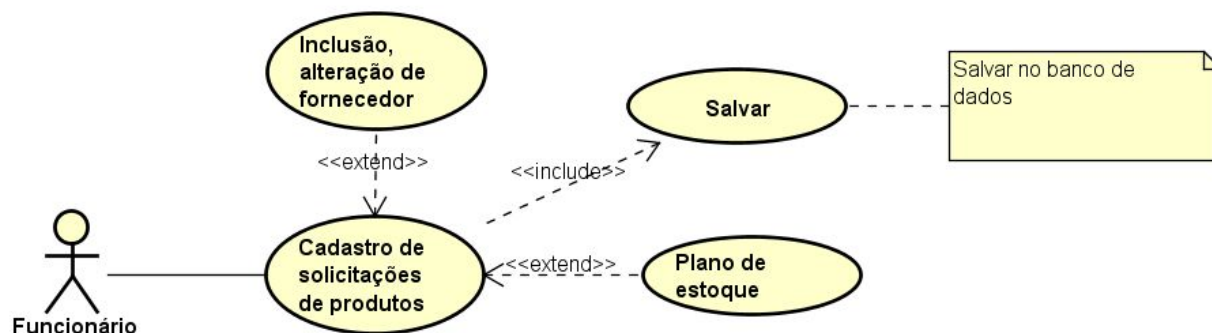 Inclusão,
alteração de
fornecedor
Salvar
Salvar no banco de
dados
<<extend>>
<<include>>
Cadastro de
solicitações
de produtos
<<extend>>
Plano de
estoque
Funcionário